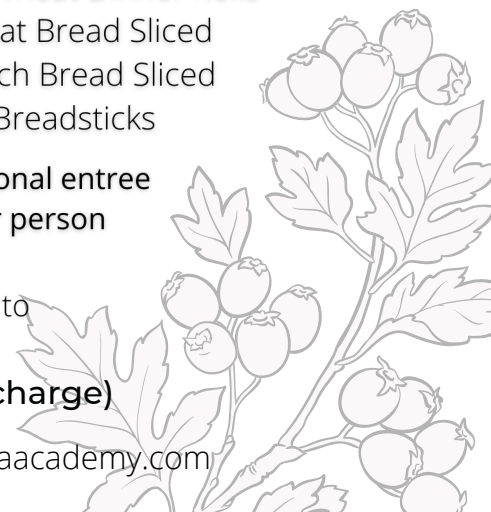 at Bread Sliced
ch Bread Sliced
Breadsticks
onal entree
r person
to
charge)
aacademy.com